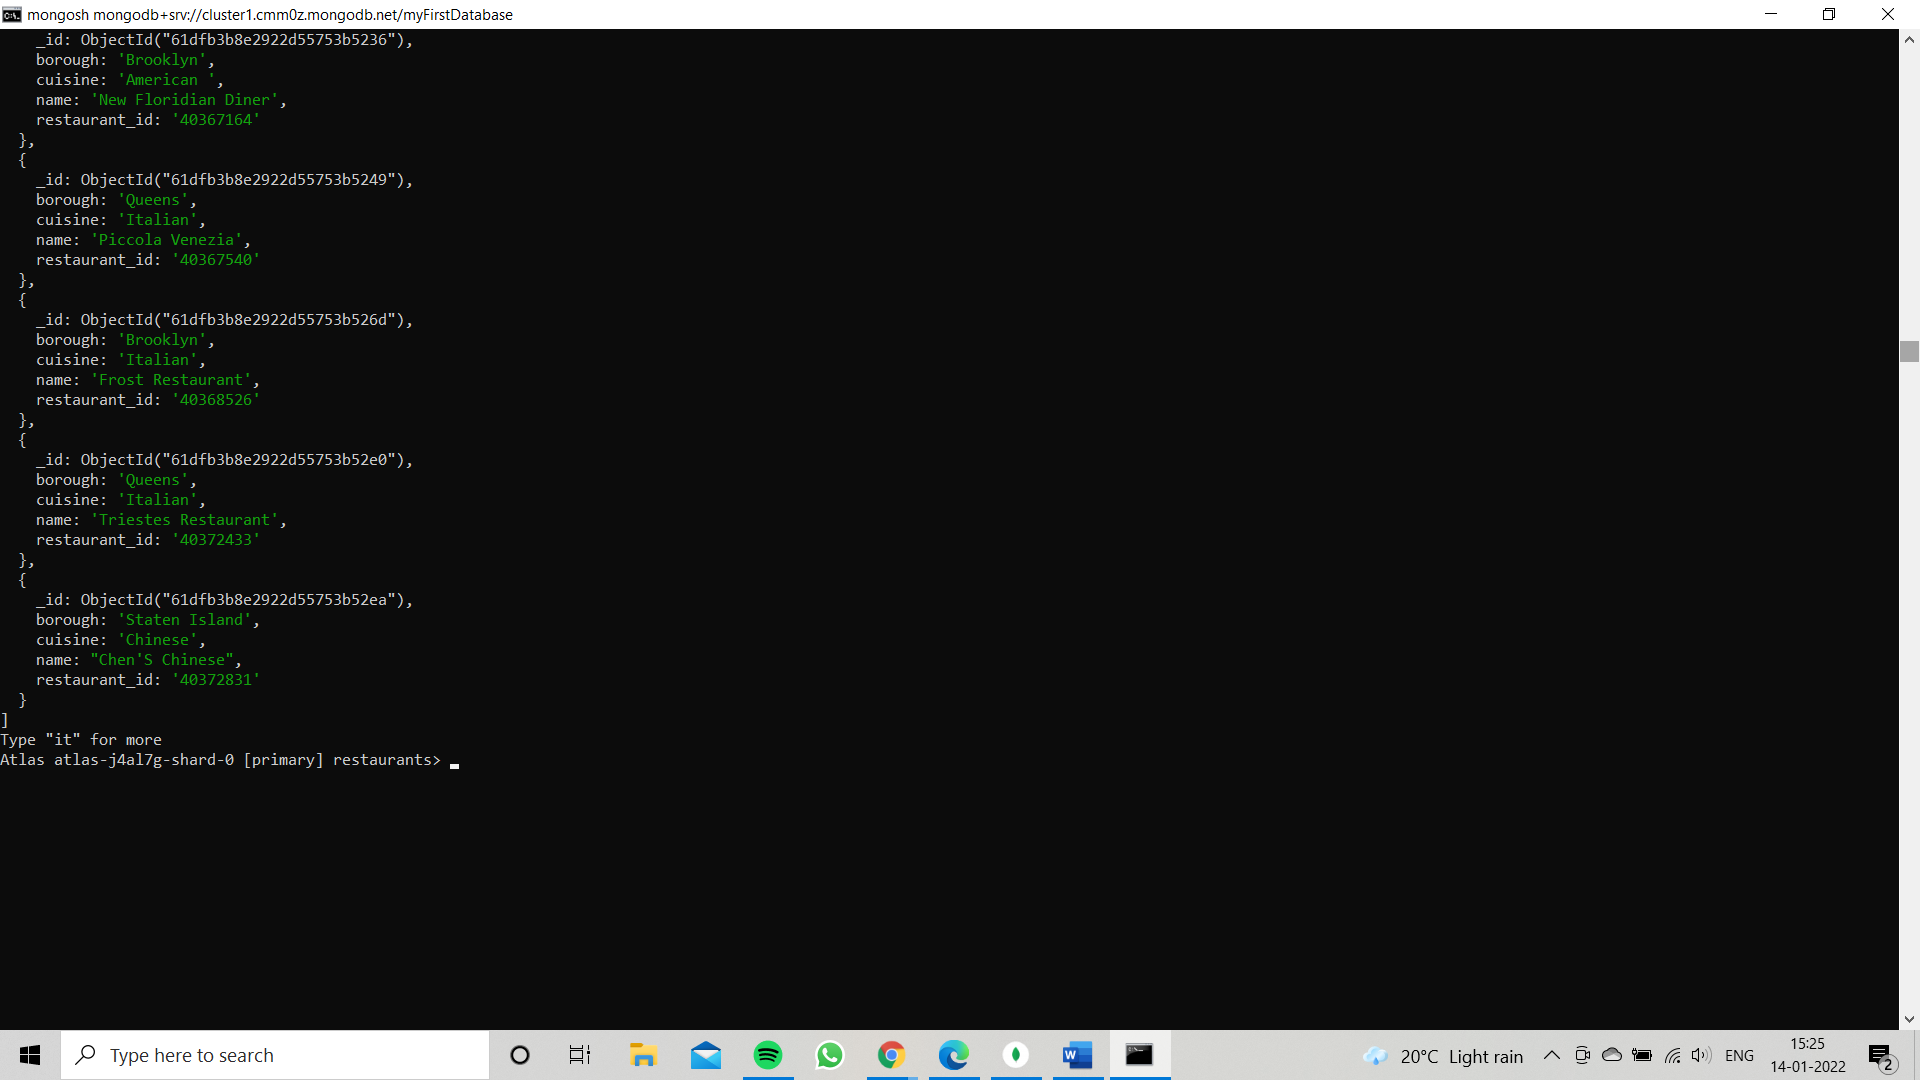 mongosh mongodb+srv://cluster1.cmm0z.mongodb.net/myFirstDatabase
    _id: ObjectId("61dfb3b8e2922d55753b5236"),
    borough: 'Brooklyn',
    cuisine: 'American ',
    name: 'New Floridian Diner',
    restaurant_id: '40367164'
  },
  {
    _id: ObjectId("61dfb3b8e2922d55753b5249"),
    borough: 'Queens',
    cuisine: 'Italian',
    name: 'Piccola Venezia',
    restaurant_id: '40367540'
  },
  {
    _id: ObjectId("61dfb3b8e2922d55753b526d"),
    borough: 'Brooklyn',
    cuisine: 'Italian',
    name: 'Frost Restaurant',
    restaurant_id: '40368526'
  },
  {
    _id: ObjectId("61dfb3b8e2922d55753b52e0"),
    borough: 'Queens',
    cuisine: 'Italian',
    name: 'Triestes Restaurant',
    restaurant_id: '40372433'
  },
  {
    _id: ObjectId("61dfb3b8e2922d55753b52ea"),
    borough: 'Staten Island',
    cuisine: 'Chinese',
    name: "Chen'S Chinese",
    restaurant_id: '40372831'
  }
]
Type "it" for more
Atlas atlas-j4al7g-shard-0 [primary] restaurants>
Type here to search
20°C Light rain
ENG
15:25
14-01-2022
2